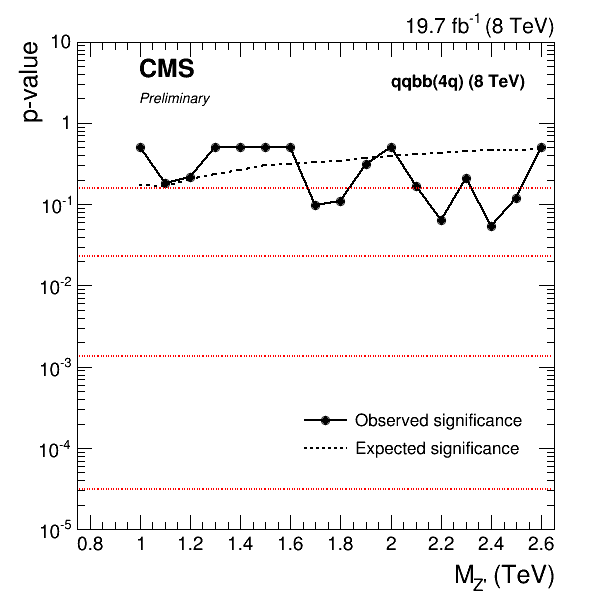 19.7 fb-1 (8 TeV)
CMS
Preliminary
qqbb(4q) (8 TeV)
p-value
10
1
10-1
10-2
10-3
10-4
10-5
Observed significance
Expected significance
0.8 1 1.2 1.4 1.6 1.8 2 2.2 2.4 2.6
MZ' (TeV)